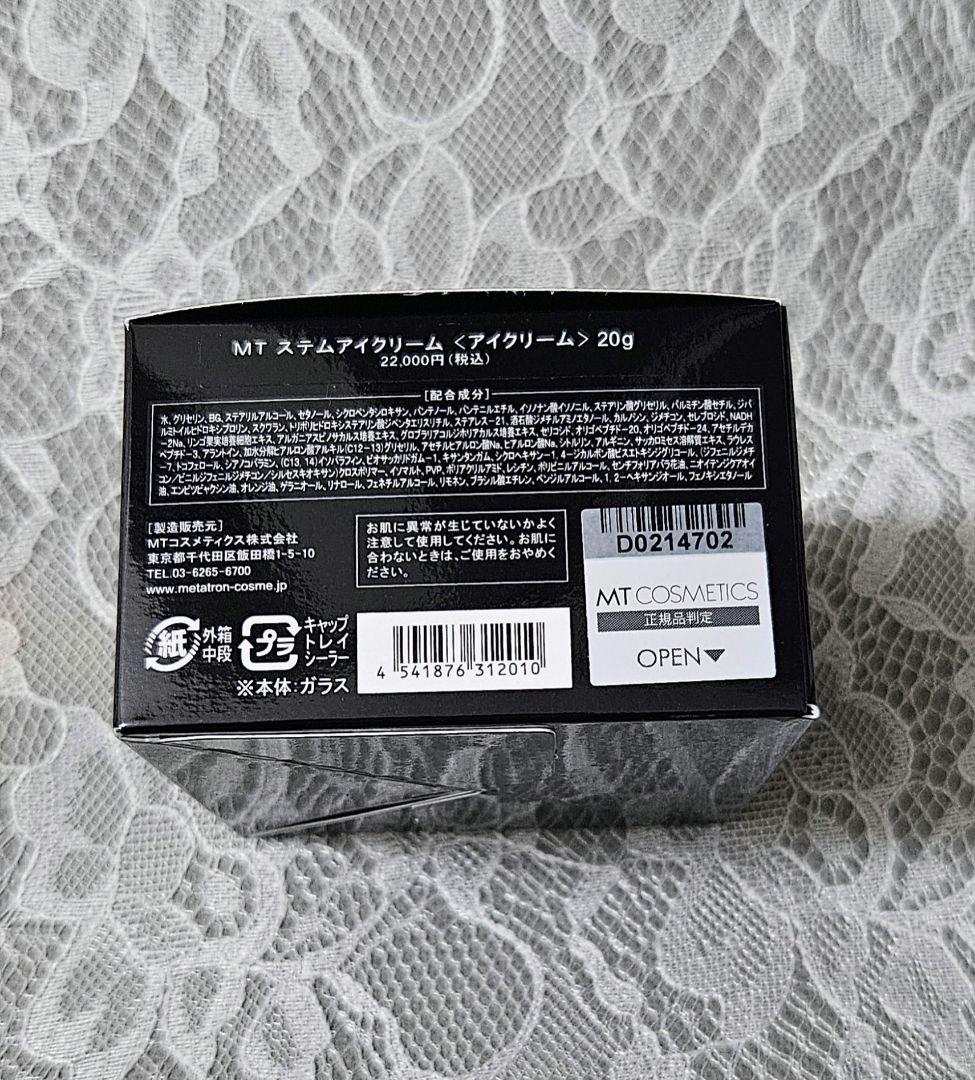 MT ステムアイクリーム 〈アイクリーム〉 20g
22,000円(税込)
[配合成分]
水、グリセリン、BG、ステアリルアルコール、セタノール、シクロペンタシロキサン、パンテノール、パンテニルエチル、イソノナン酸イソノニル、ステアリン酸グリセリル、パルミチン酸セチル、ジパ
ルミトイルヒドロキシプロリン、スクワラン、トリポリヒドロキシステアリン酸ジペンタエリスリチル、ステアレス-21、酒石酸ジメチルアミノエタノール、カルノシン、ジメチコン、セレブロシド、NADH
-2Na、リンゴ果実培養細胞エキス、アルガニアスピノサカルス培養エキス、グロブラリアコルジホリアカルス培養エキス、セリコンド、オリゴペプチド-20、オリゴペプチド-24、アセチルデカ
ペプチド-3、アラントイン、加水分解ヒアルロン酸アルキル(C12-13)グリセリル、アセチルヒアルロン酸Na、ヒアルロン酸Na、シトルリン、アルギニン、サッカロミセス溶解質エキス、ラウレス
-7、トコフェロール、シアノコバラミン、(C13, 14)イソパラフィン、ビオサッカリドガム-1、キサンタンガム、シクロヘキサシロキサン、4-ジカルボン酸ビスエトキシジグリコール、(ジフェニルジメチ
コン/ビニルジフェニルジメチコン/シルセスキオキサン)クロスポリマー、イソマルト、PVP、ポリアクリルアミド、レシチン、ポリビニルアルコール、センチフォリアバラ花油、ニオイテンジクアオイ
油、エンピツビャクシン油、オレンジ油、ゲラニオール、リナロール、フェネチルアルコール、リモネン、ブラシル酸エチレン、ベンジルアルコール、1, 2-ヘキサンジオール、フェノキシエタノール
[製造販売元]
MTコスメティクス株式会社
東京都千代田区飯田橋1-5-10
TEL.03-6265-6700
www.metatron-cosme.jp
お肌に異常が生じていないかよく
注意して使用してください。お肌に
合わないときは、ご使用をおやめく
ださい。
D0214702
MT COSMETICS
正規品判定
OPEN▼
紙 外箱
中段
プラ キャップ
トレイ
シーラー
※本体:ガラス
4 541876 312010